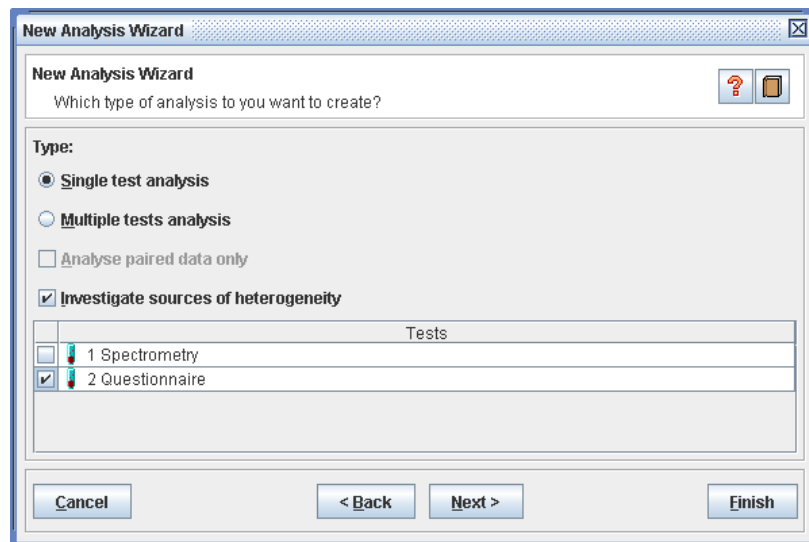 New Analysis Wizard
New Analysis Wizard
Which type of analysis to you want to create?
Type:
Single test analysis
Multiple tests analysis
Analyse paired data only
Investigate sources of heterogeneity
Tests
1 Spectrometry
2 Questionnaire
Cancel
< Back
Next >
Finish